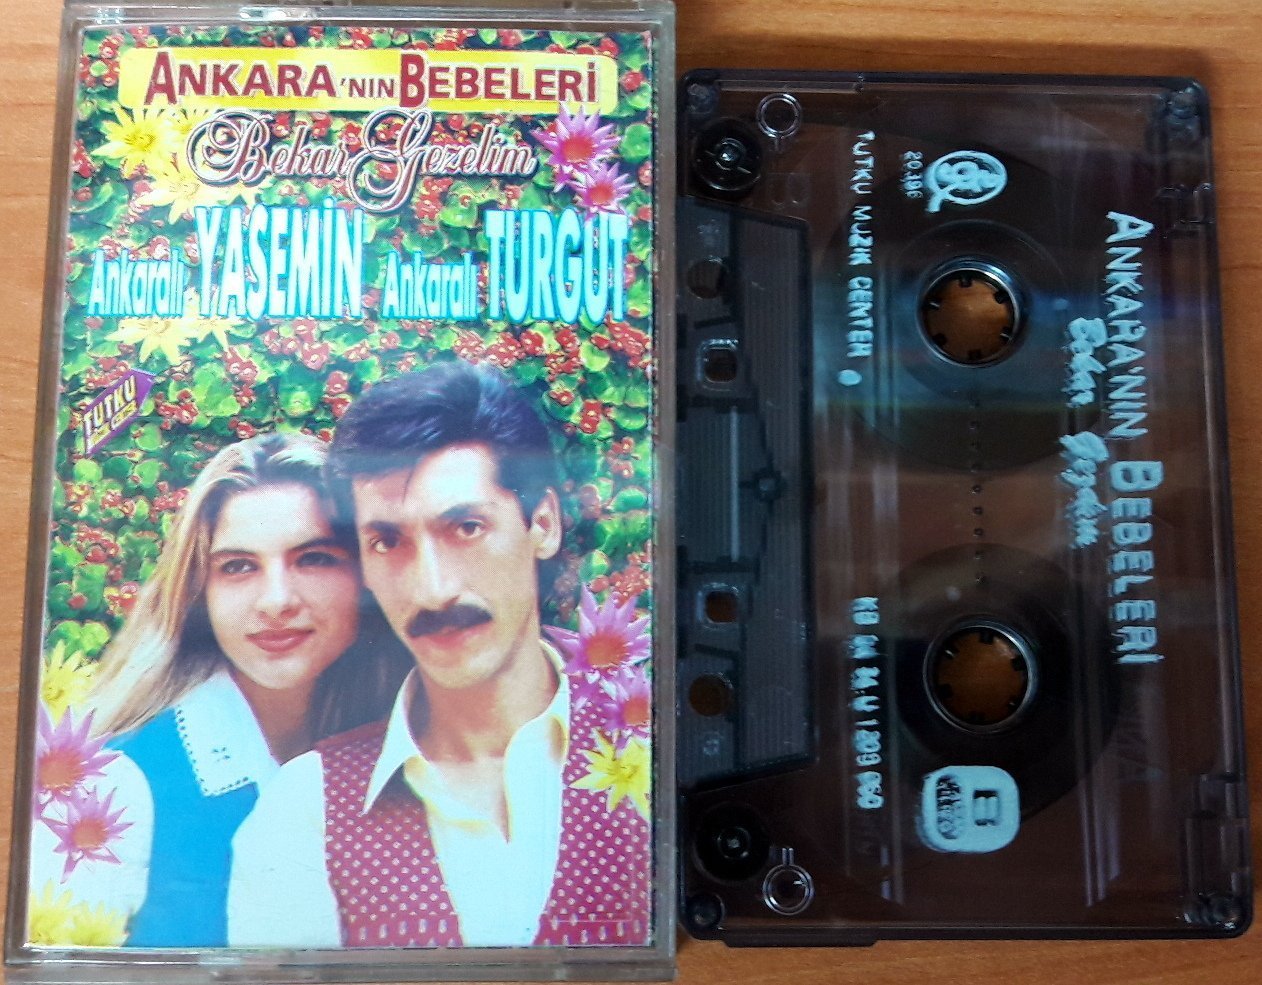 ANKARA'NIN BEBELERİ
Bekar Gezelim
Ankaralı YASEMİN Ankaralı TURGUT
TUTKU
TUTKU MÜZİK CENTER
ANKARA'NIN BEBELERİ
Bekar Gezelim
B